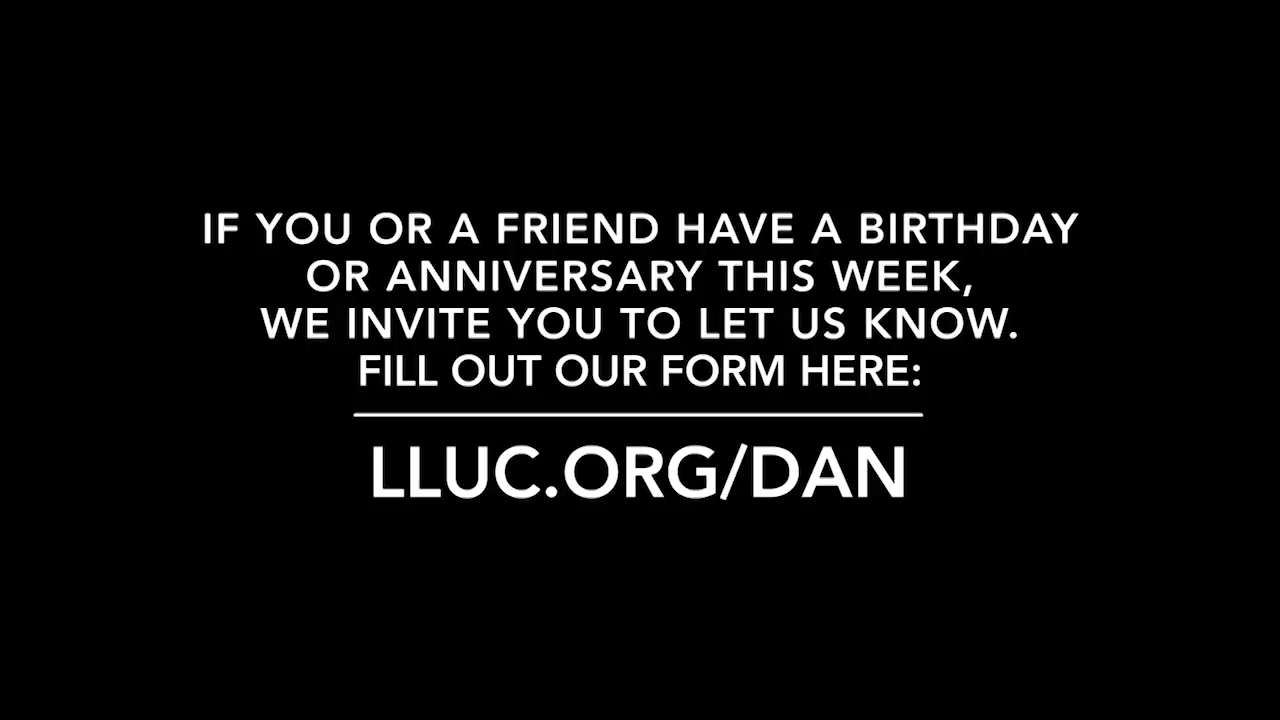 IF YOU OR A FRIEND HAVE A BIRTHDAY
OR ANNIVERSARY THIS WEEK,
WE INVITE YOU TO LET US KNOW.
FILL OUT OUR FORM HERE:
LLUC.ORG/DAN